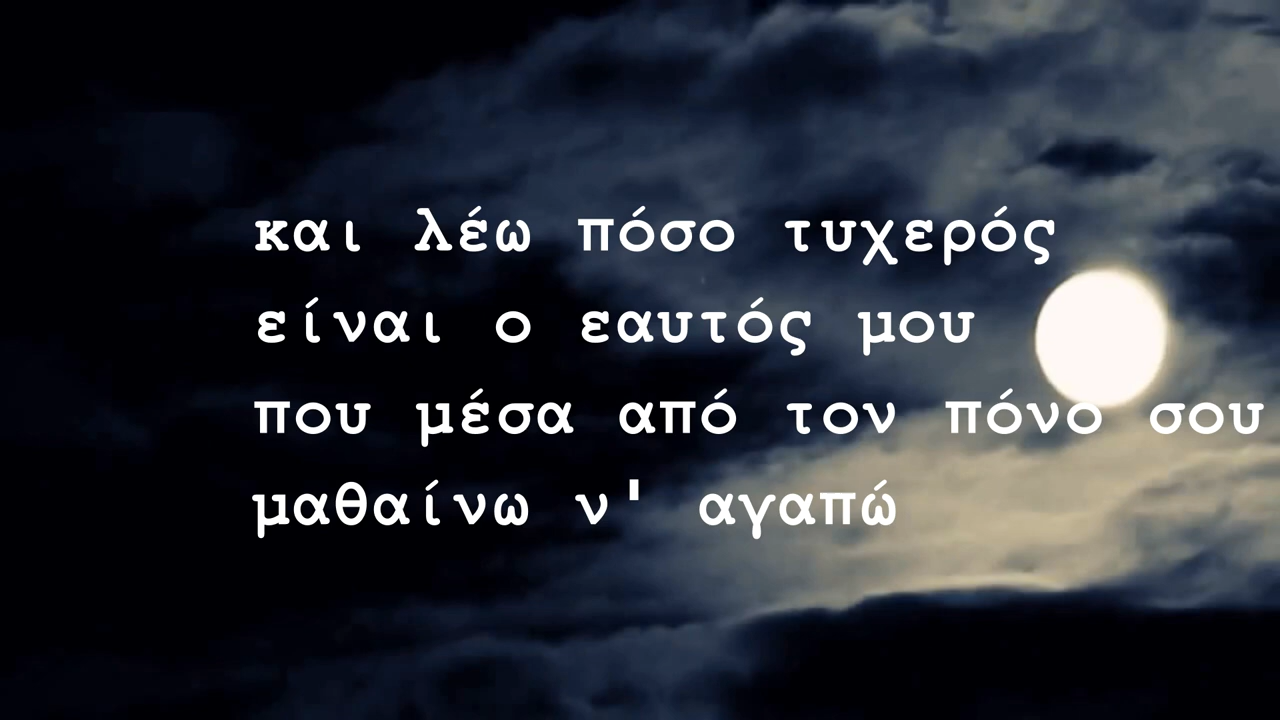 και λέω πόσο τυχερός
είναι ο εαυτός μου
που μέσα από τον πόνο σου
μαθαίνω ν' αγαπώ